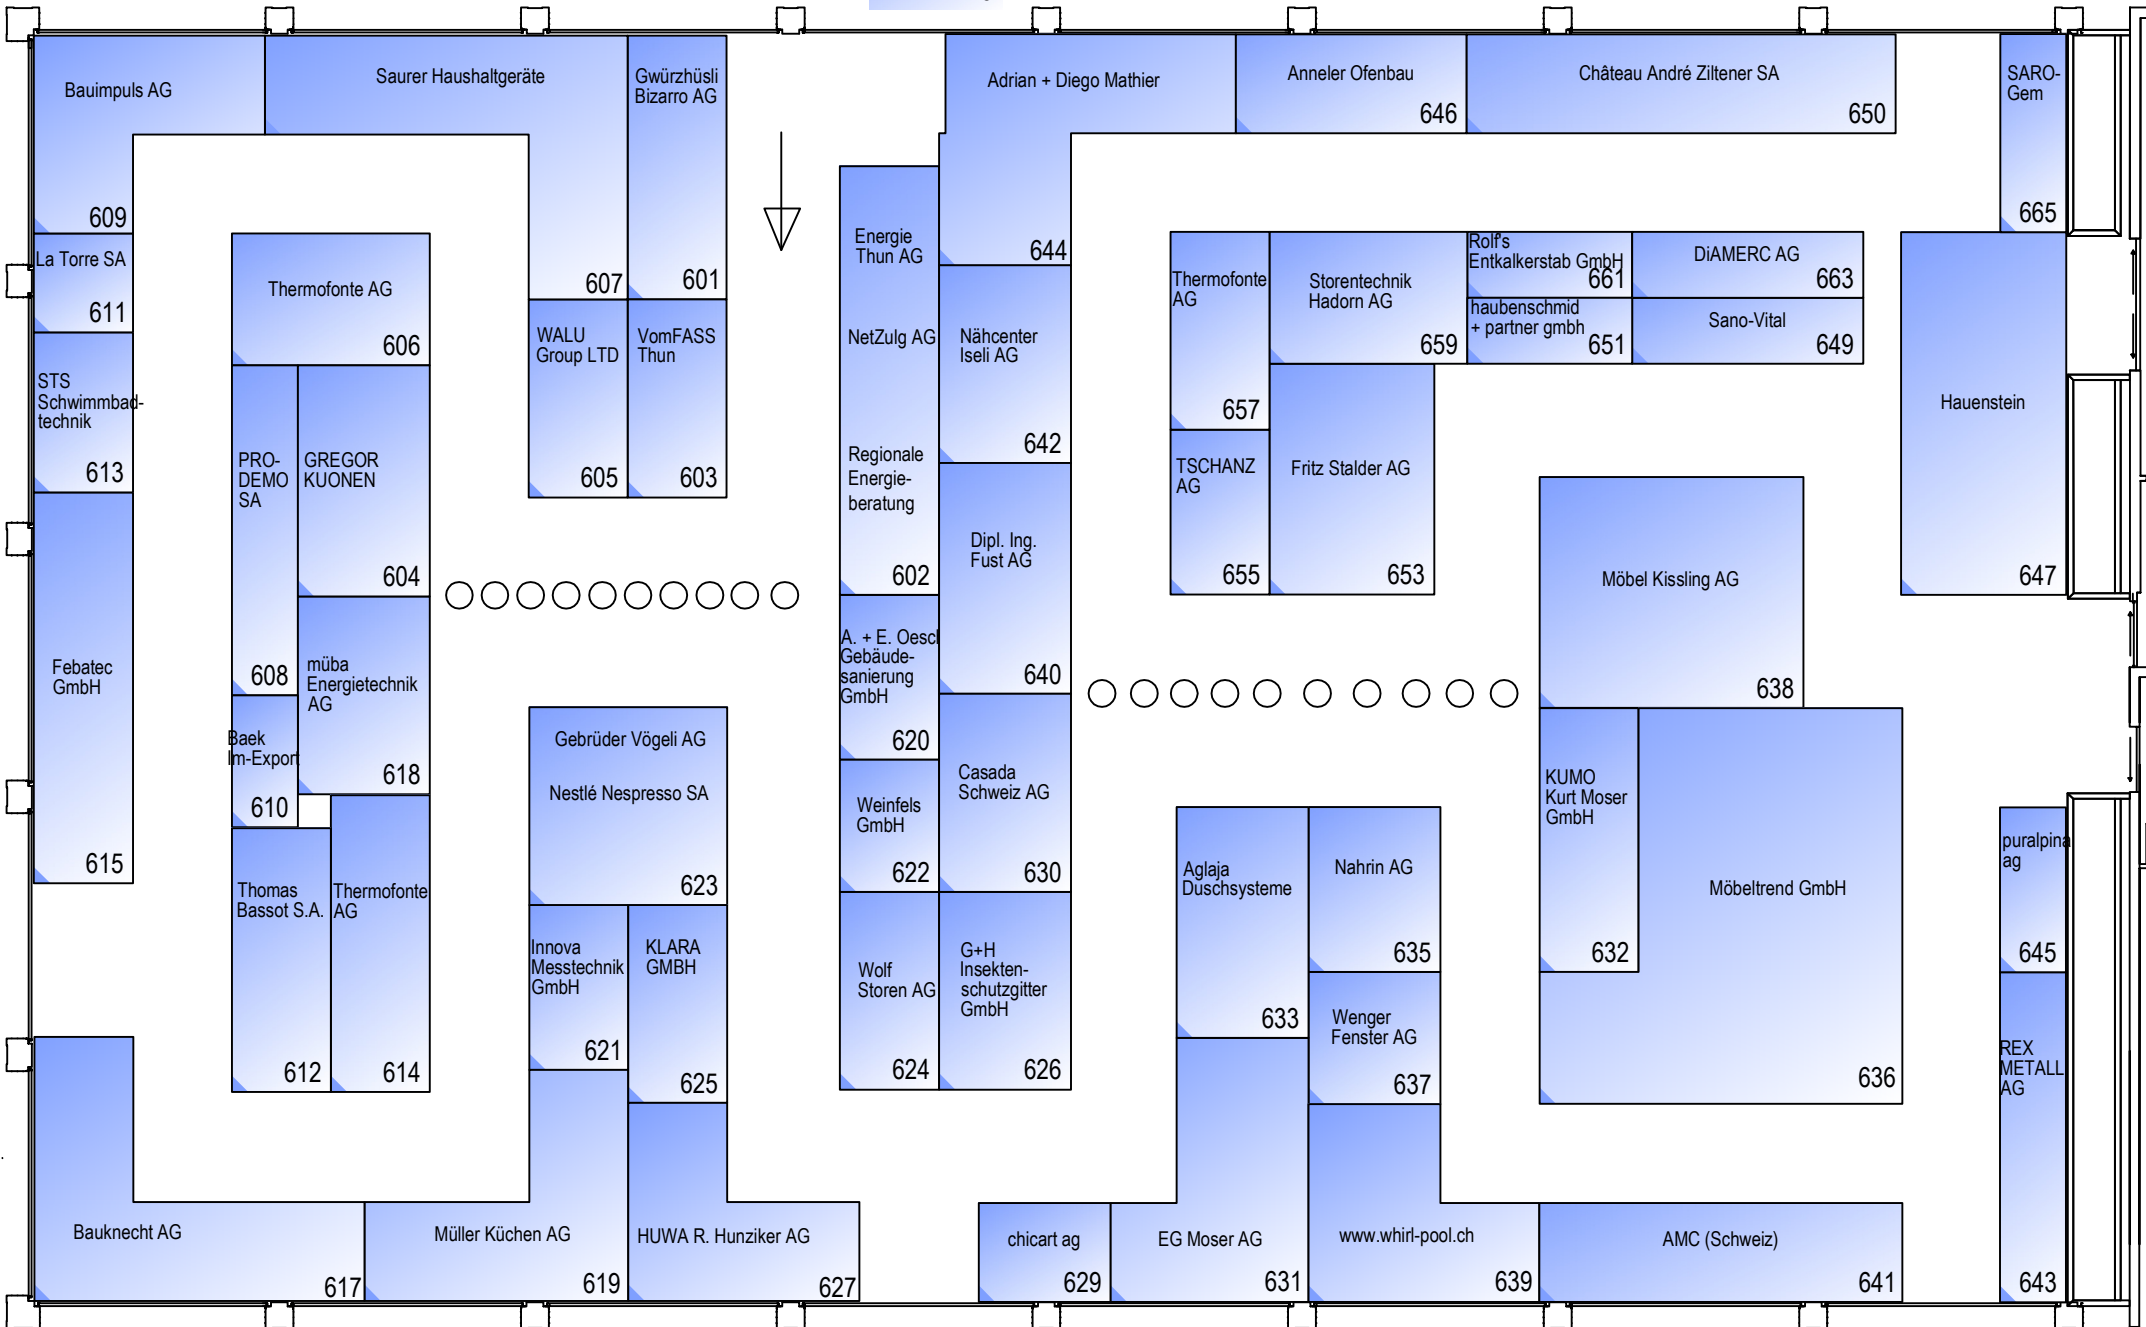 Bauimpuls AG
609
Saurer Haushaltgeräte
607
Gwürzhüsli
Bizarro AG
601
Adrian + Diego Mathier
644
Anneler Ofenbau
646
Château André Ziltener SA
650
SARO-
Gem
665
La Torre SA
611
Thermofonte AG
606
WALU
Group LTD
605
VomFASS
Thun
603
Energie
Thun AG
NetZulg AG
Regionale
Energie-
beratung
602
Nähcenter
Iseli AG
642
Thermofonte
AG
657
Storentechnik
Hadorn AG
659
Rolf's
Entkalkerstab GmbH
661
DiAMERC AG
663
haubenschmid
+ partner gmbh
651
Sano-Vital
649
Hauenstein
647
STS
Schwimmbad-
technik
613
PRO-
DEMO
SA
608
GREGOR
KUONEN
604
Dipl. Ing.
Fust AG
640
TSCHANZ
AG
655
Fritz Stalder AG
653
Möbel Kissling AG
638
Febatec
GmbH
615
müba
Energietechnik
AG
618
Baek
Im-Export
610
Gebrüder Vögeli AG
Nestlé Nespresso SA
623
A. + E. Oescl
Gebäude-
sanierung
GmbH
620
Casada
Schweiz AG
630
Weinfels
GmbH
622
KUMO
Kurt Moser
GmbH
632
Möbeltrend GmbH
636
puralpina
ag
645
Thomas
Bassot S.A.
612
Thermofonte
AG
614
Innova
Messtechnik
GmbH
621
KLARA
GMBH
625
Wolf
Storen AG
624
G+H
Insekten-
schutzgitter
GmbH
626
Aglaja
Duschsysteme
633
Nahrin AG
635
Wenger
Fenster AG
637
REX
METALL
AG
643
Bauknecht AG
617
Müller Küchen AG
619
HUWA R. Hunziker AG
627
chicart ag
629
EG Moser AG
631
www.whirl-pool.ch
639
AMC (Schweiz)
641